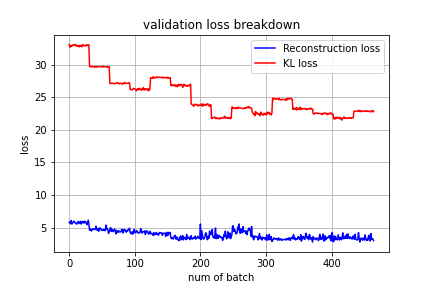 validation loss breakdown
Reconstruction loss
KL loss
loss
30
25
20
15
10
5
0
100
200
300
400
num of batch